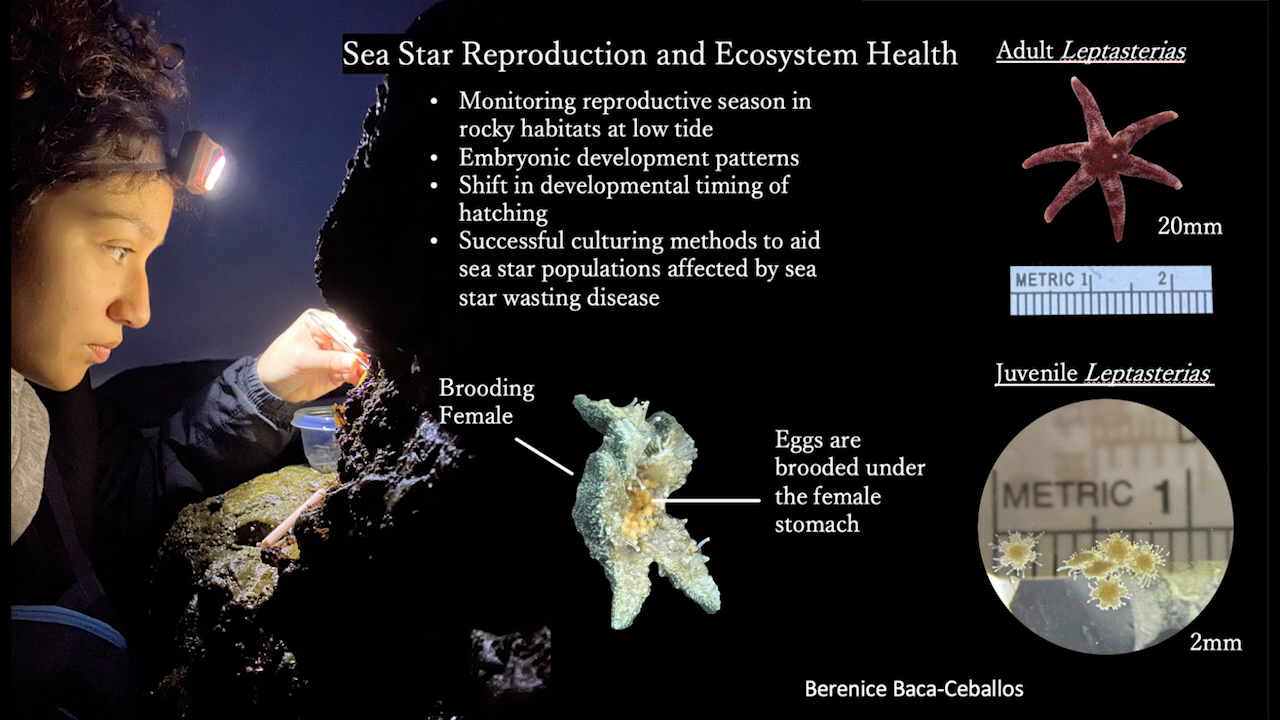 Sea Star Reproduction and Ecosystem Health
• Monitoring reproductive season in
rocky habitats at low tide
• Embryonic development patterns
• Shift in developmental timing of
hatching
• Successful culturing methods to aid
sea star populations affected by sea
star wasting disease
Adult Leptasterias
20mm
METRIC 1 2
Brooding
Female
Eggs are
brooded under
the female
stomach
Juvenile Leptasterias
METRIC 1
2mm
Berenice Baca-Ceballos